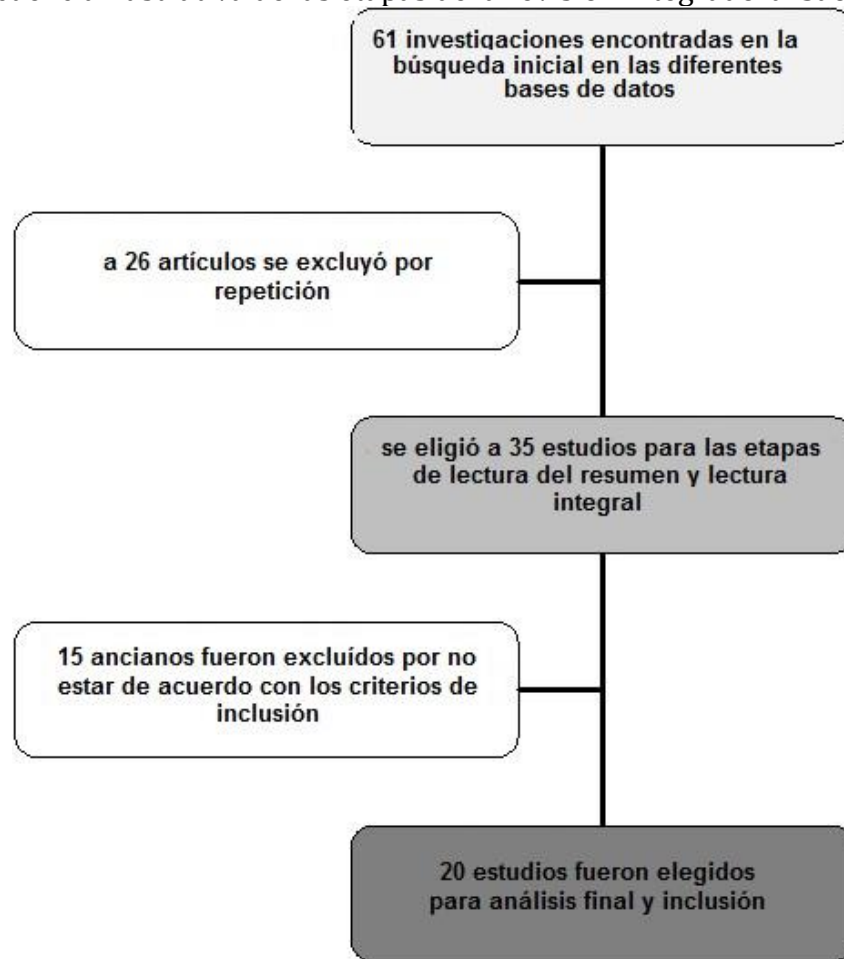 61 investigaciones encontradas en la
búsqueda inicial en las diferentes
bases de datos
a 26 artículos se excluyó por
repetición
se eligió a 35 estudios para las etapas
de lectura del resumen y lectura
integral
15 ancianos fueron excluídos por no
estar de acuerdo con los criterios de
inclusión
20 estudios fueron elegidos
para análisis final y inclusión